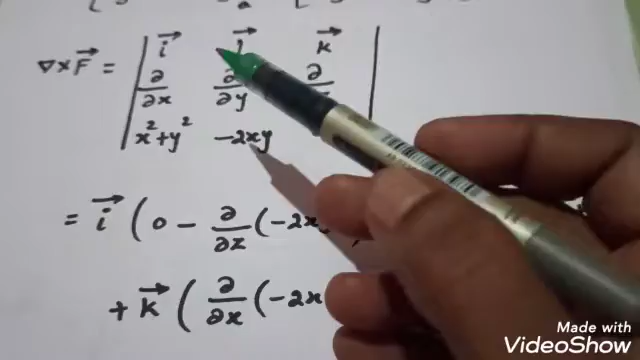 ∇×F⃗ = | i⃗ j⃗ k⃗ |
∂/∂x ∂/∂y ∂
x²+y² -2xy
= i⃗ (0 - ∂/∂z (-2x
+ k⃗ (∂/∂x (-2x
Made with
VideoShow